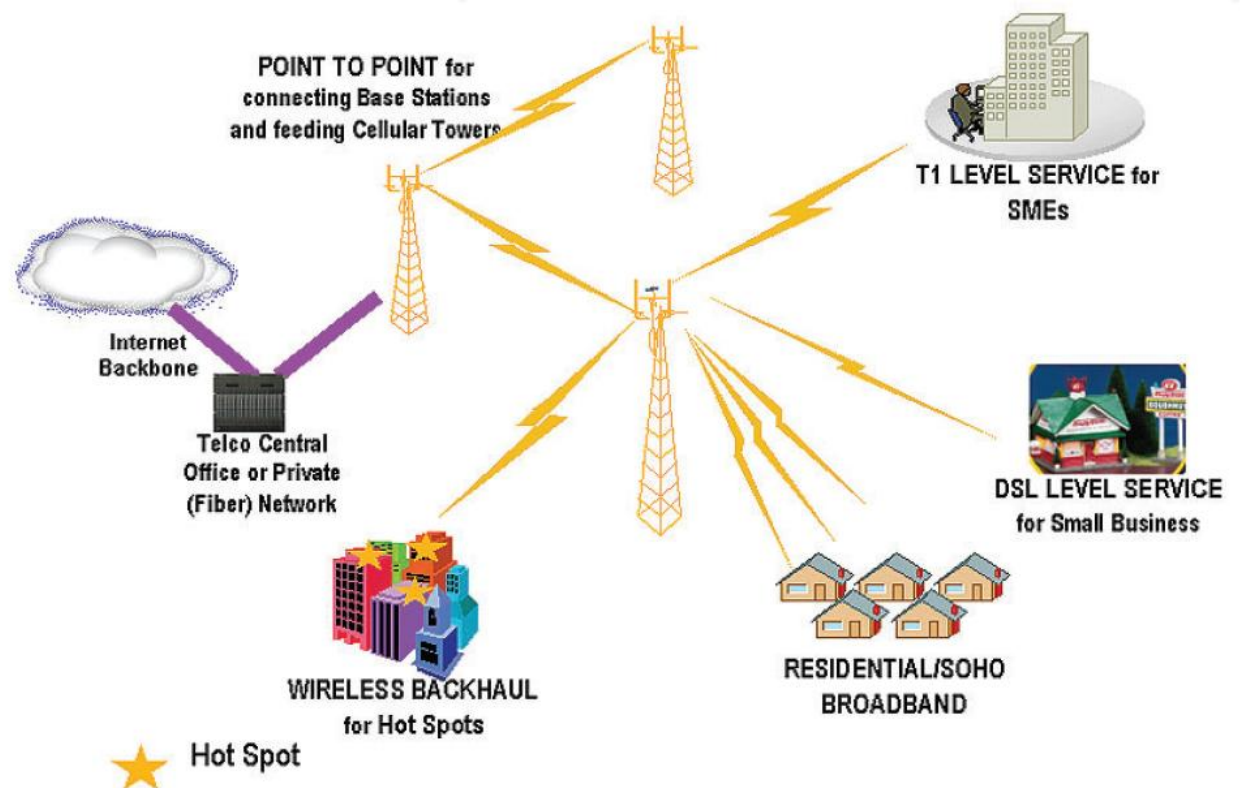 POINT TO POINT for
connecting Base Stations
and feeding Cellular Towers
T1 LEVEL SERVICE for
SMEs
Internet
Backbone
Telco Central
Office or Private
(Fiber) Network
DSL LEVEL SERVICE
for Small Business
WIRELESS BACKHAUL
for Hot Spots
RESIDENTIAL/SOHO
BROADBAND
Hot Spot